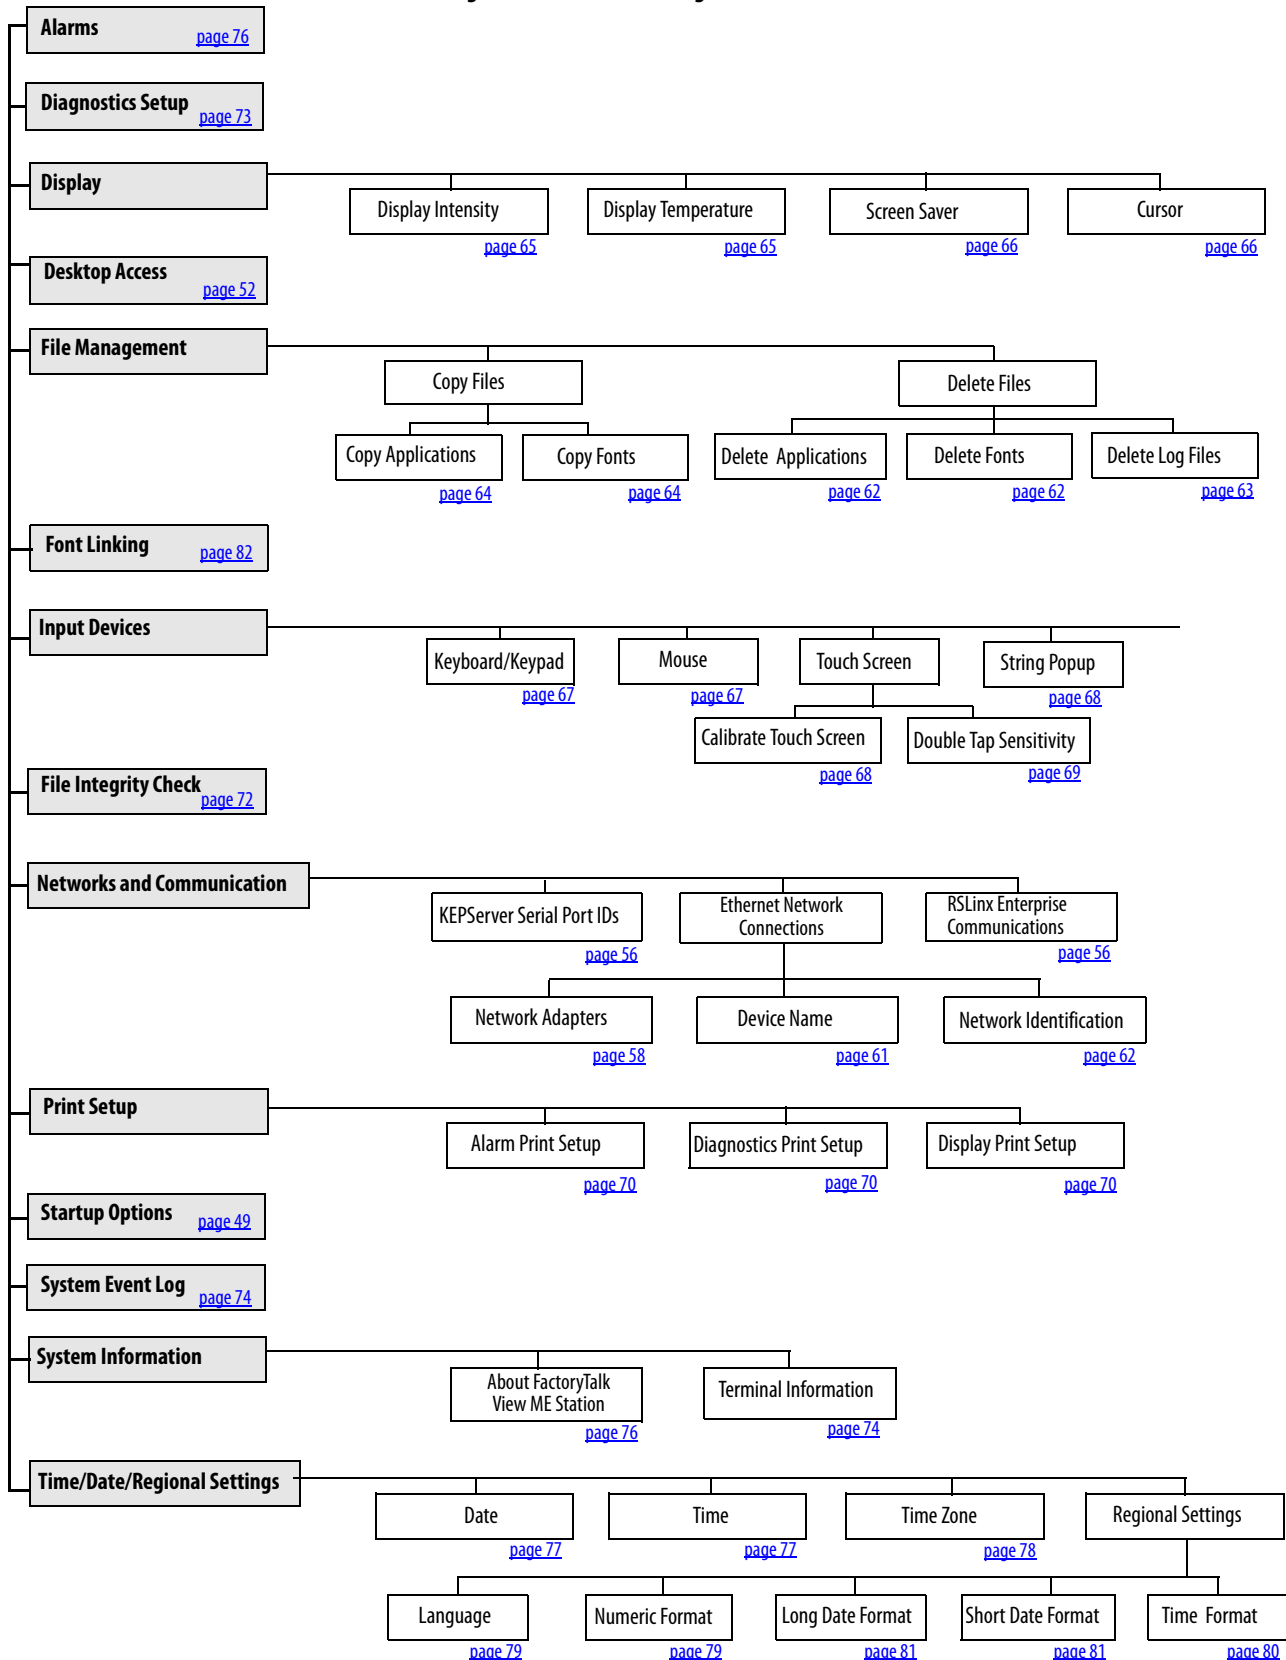 Alarms
page 76
Diagnostics Setup
page 73
Display
Display Intensity
Display Temperature
Screen Saver
Cursor
page 65
page 65
page 66
page 66
Desktop Access
page 52
File Management
Copy Files
Delete Files
Copy Applications
Copy Fonts
Delete Applications
Delete Fonts
Delete Log Files
page 64
page 64
page 62
page 62
page 63
Font Linking
page 82
Input Devices
Keyboard/Keypad
Mouse
Touch Screen
String Popup
page 67
page 67
page 68
Calibrate Touch Screen
Double Tap Sensitivity
page 68
page 69
File Integrity Check
page 72
Networks and Communication
KEPServer Serial Port IDs
Ethernet Network
Connections
RSLinx Enterprise
Communications
page 56
page 56
Network Adapters
Device Name
Network Identification
page 58
page 61
page 62
Print Setup
Alarm Print Setup
Diagnostics Print Setup
Display Print Setup
page 70
page 70
page 70
Startup Options
page 49
System Event Log
page 74
System Information
About FactoryTalk
View ME Station
Terminal Information
page 76
page 74
Time/Date/Regional Settings
Date
Time
Time Zone
Regional Settings
page 77
page 77
page 78
Language
Numeric Format
Long Date Format
Short Date Format
Time Format
page 79
page 79
page 81
page 81
page 80